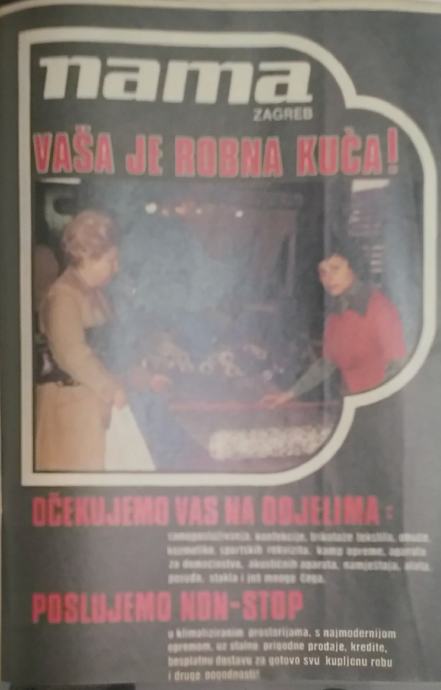 nama
ZAGREB
VAŠA JE ROBNA KUĆA!
OČEKUJEMO VAS NA ODJELIMA:
samoposluživanja, konfekcije, trikotaže tekstila, obuće,
kozmetike, sportskih rekvizita, kamp opreme, aparata
za domaćinstvo, akustičnih aparata, namještaja, alata,
posuđa, stakla i još mnogo čega.
POSLUJEMO NON-STOP
u klimatiziranim prostorijama, s najmodernijom
opremom, uz stalne prigodne prodaje, kredite,
besplatnu dostavu za gotovo svu kupljenu robu
i druge pogodnosti!